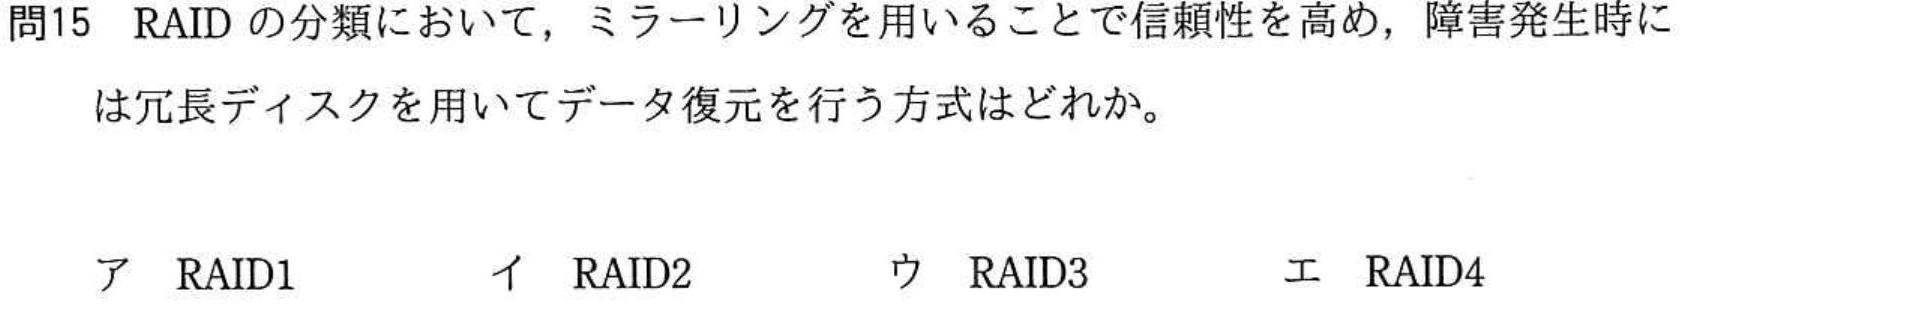 問15　RAID の分類において，ミラーリングを用いることで信頼性を高め，障害発生時に
は冗長ディスクを用いてデータ復元を行う方式はどれか。
ア　RAID1　イ　RAID2　ウ　RAID3　エ　RAID4